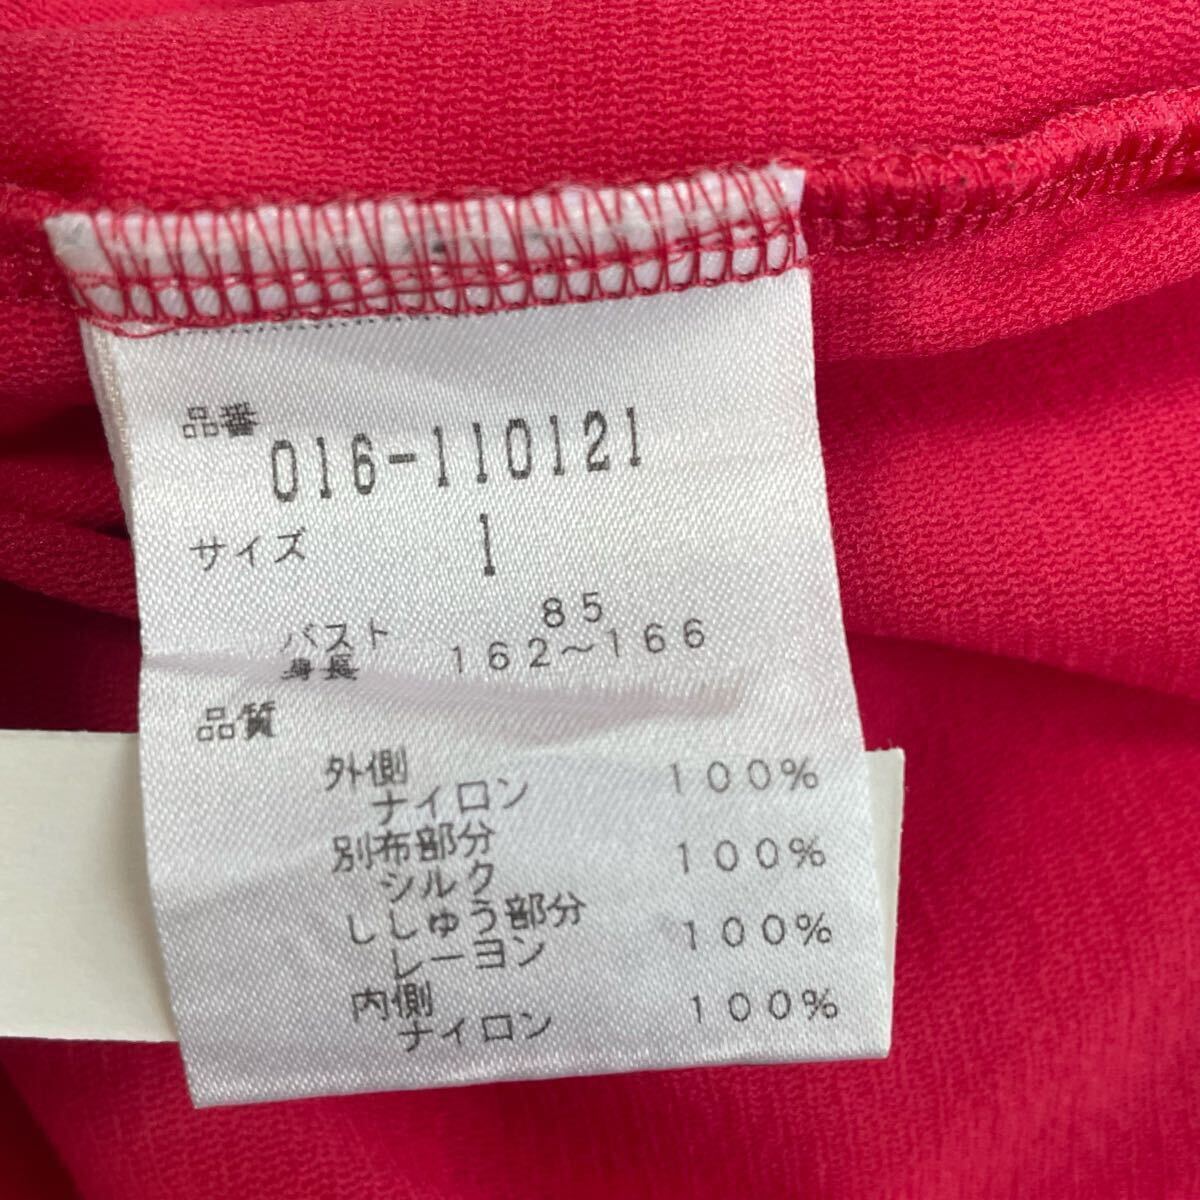 品番
016-110121
サイズ 1
バスト 85
身長 162～166
品質
外側
ナイロン 100%
別布部分
シルク 100%
ししゅう部分
レーヨン 100%
内側
ナイロン 100%